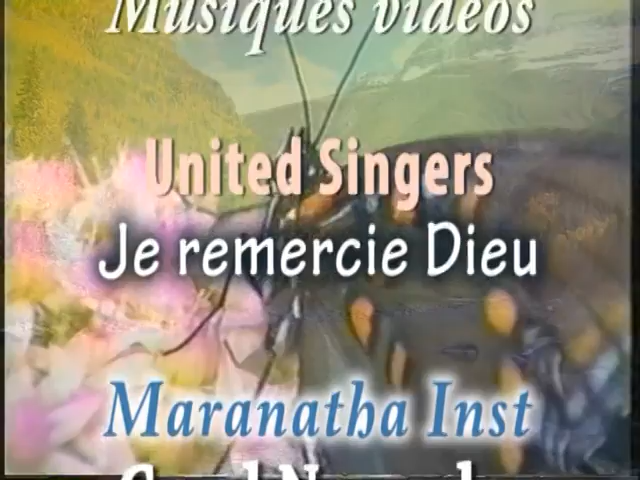 Musiques vidéos
United Singers
Je remercie Dieu
Maranatha Inst